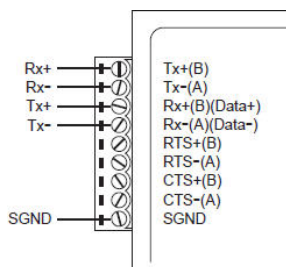 Rx+ Tx+(B)
Rx- Tx-(A)
Tx+ Rx+(B)(Data+)
Tx- Rx-(A)(Data-)
RTS+(B)
RTS-(A)
CTS+(B)
CTS-(A)
SGND SGND